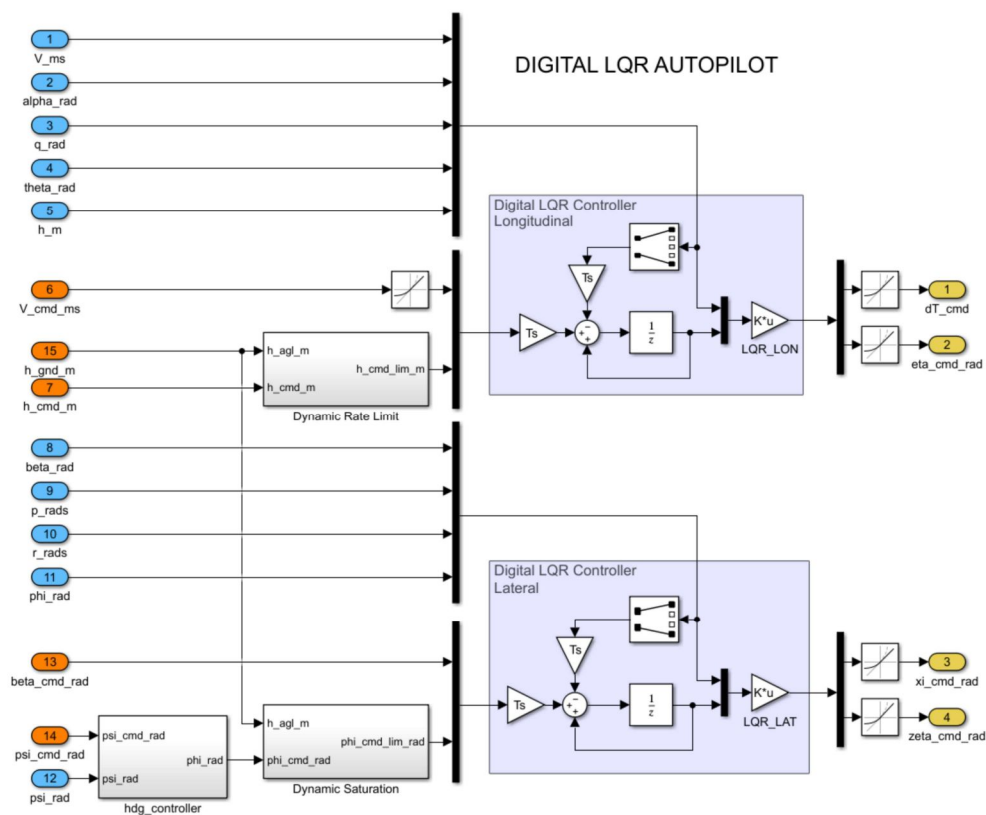 1
V_ms
DIGITAL LQR AUTOPILOT
2
alpha_rad
3
q_rad
4
theta_rad
5
h_m
Digital LQR Controller
Longitudinal
Ts
6
V_cmd_ms
Ts
+
-
+
1
z
K*u
LQR_LON
1
dT_cmd
2
eta_cmd_rad
15
h_gnd_m
7
h_cmd_m
h_agl_m
h_cmd_m
h_cmd_lim_m
Dynamic Rate Limit
8
beta_rad
9
p_rads
10
r_rads
11
phi_rad
Digital LQR Controller
Lateral
Ts
13
beta_cmd_rad
Ts
+
-
+
1
z
K*u
LQR_LAT
3
xi_cmd_rad
4
zeta_cmd_rad
14
psi_cmd_rad
12
psi_rad
psi_cmd_rad
psi_rad
phi_rad
hdg_controller
h_agl_m
phi_cmd_rad
phi_cmd_lim_rad
Dynamic Saturation